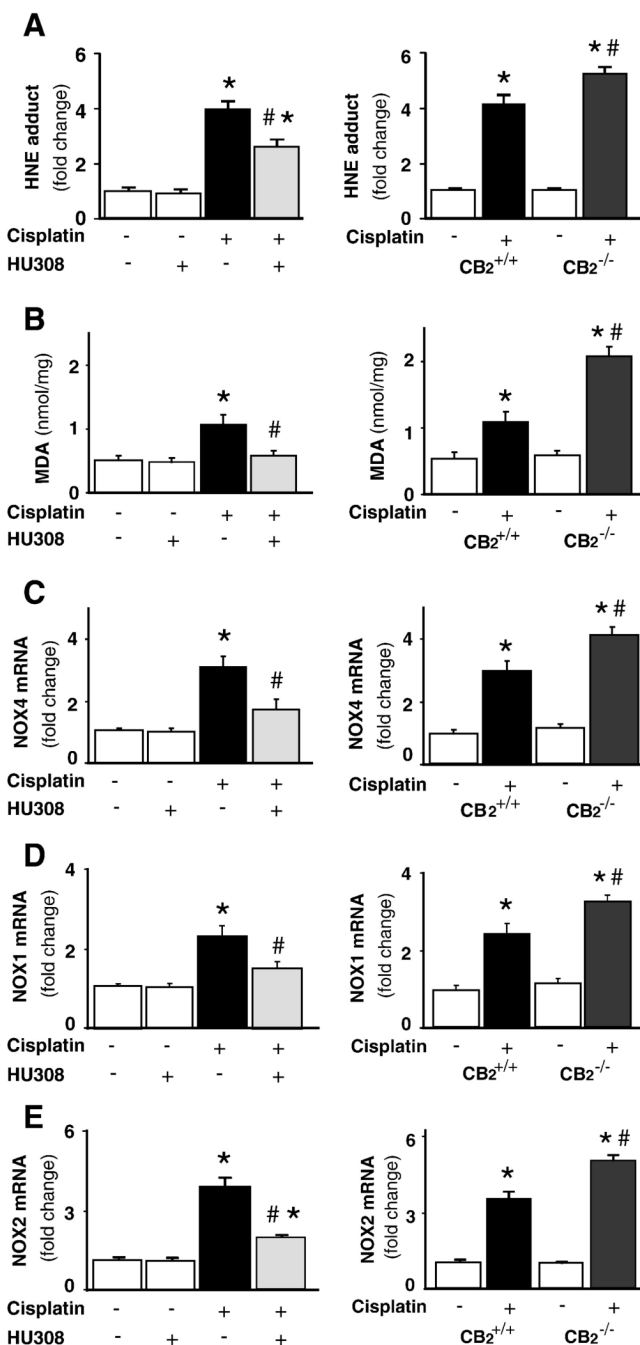 A
HNE adduct
(fold change)
6
4
2
0
*
# *
Cisplatin - - + +
HU308 - + - +
HNE adduct
(fold change)
6
4
2
0
*
* #
Cisplatin - + - +
CB2+/+ CB2-/-
B
MDA (nmol/mg)
2
1
0
*
#
Cisplatin - - + +
HU308 - + - +
MDA (nmol/mg)
2
1
0
*
* #
Cisplatin - + - +
CB2+/+ CB2-/-
C
NOX4 mRNA
(fold change)
4
2
0
*
#
Cisplatin - - + +
HU308 - + - +
NOX4 mRNA
(fold change)
4
2
0
*
* #
Cisplatin - + - +
CB2+/+ CB2-/-
D
NOX1 mRNA
(fold change)
4
2
0
*
#
Cisplatin - - + +
HU308 - + - +
NOX1 mRNA
(fold change)
4
2
0
*
* #
Cisplatin - + - +
CB2+/+ CB2-/-
E
NOX2 mRNA
(fold change)
6
3
0
*
# *
Cisplatin - - + +
HU308 - + - +
NOX2 mRNA
(fold change)
6
3
0
*
* #
Cisplatin - + - +
CB2+/+ CB2-/-